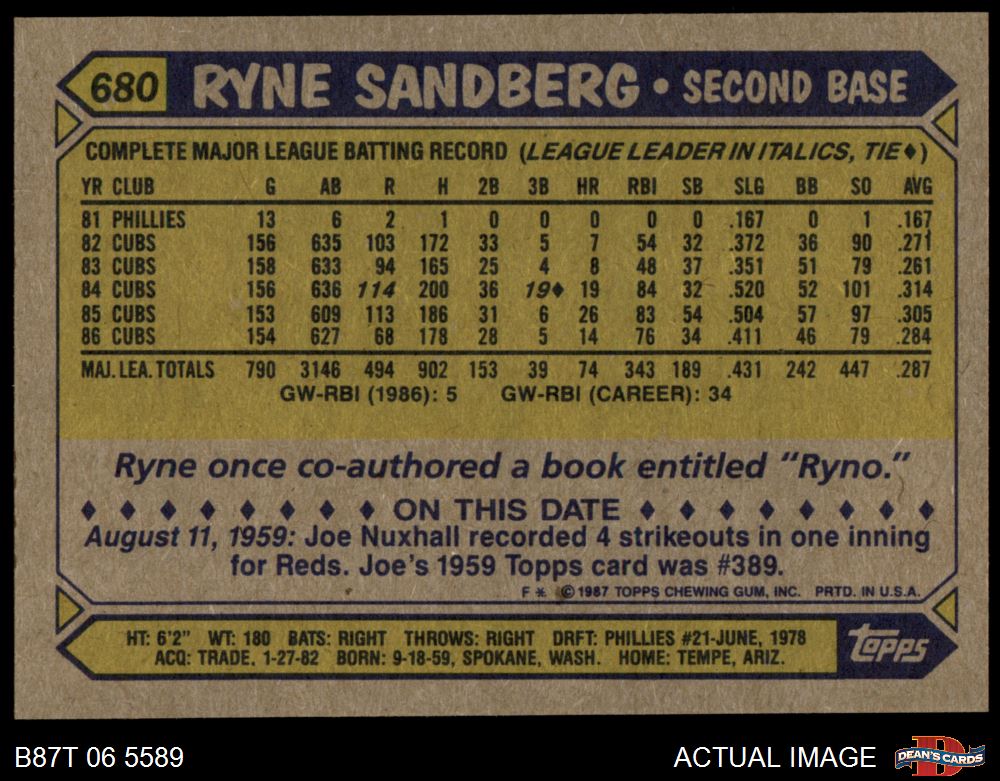 680 RYNE SANDBERG • SECOND BASE
COMPLETE MAJOR LEAGUE BATTING RECORD (LEAGUE LEADER IN ITALICS, TIE♦)
YR CLUB G AB R H 2B 3B HR RBI SB SLG BB SO AVG
81 PHILLIES 13 6 2 1 0 0 0 0 0 .167 0 1 .167
82 CUBS 156 635 103 172 33 5 7 54 32 .372 36 90 .271
83 CUBS 158 633 94 165 25 4 8 48 37 .351 51 79 .261
84 CUBS 156 636 114 200 36 19♦ 19 84 32 .520 52 101 .314
85 CUBS 153 609 113 186 31 6 26 83 54 .504 57 97 .305
86 CUBS 154 627 68 178 28 5 14 76 34 .411 46 79 .284
MAJ. LEA. TOTALS 790 3146 494 902 153 39 74 343 189 .431 242 447 .287
GW-RBI (1986): 5 GW-RBI (CAREER): 34
Ryne once co-authored a book entitled “Ryno.”
♦ ♦ ♦ ♦ ♦ ♦ ♦ ♦ ON THIS DATE ♦ ♦ ♦ ♦ ♦ ♦ ♦ ♦
August 11, 1959: Joe Nuxhall recorded 4 strikeouts in one inning
for Reds. Joe's 1959 Topps card was #389.
F * © 1987 TOPPS CHEWING GUM, INC. PRTD. IN U.S.A.
HT: 6'2" WT: 180 BATS: RIGHT THROWS: RIGHT DRFT: PHILLIES #21-JUNE, 1978
ACQ: TRADE, 1-27-82 BORN: 9-18-59, SPOKANE, WASH. HOME: TEMPE, ARIZ.
topps
B87T 06 5589 ACTUAL IMAGE
D
DEAN'S CARDS